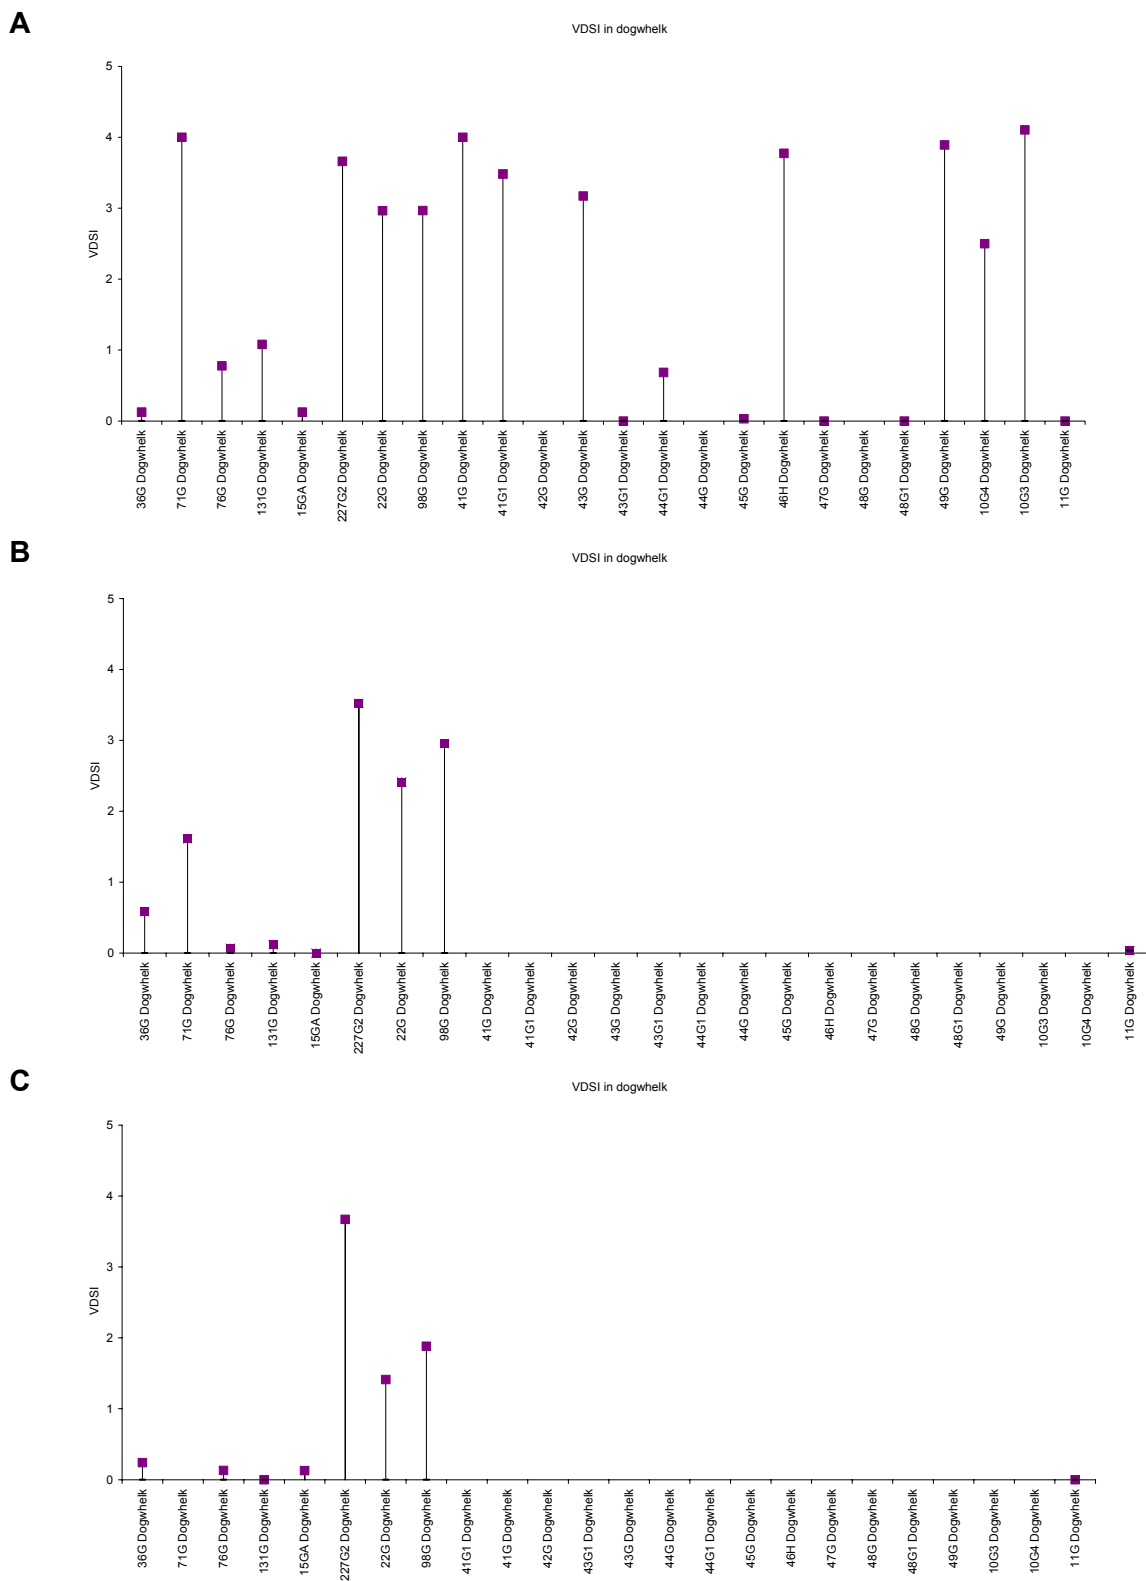 A
VDSI in dogwhelk
5
4
3
2
1
0
VDSI
36G Dogwhelk
71G Dogwhelk
76G Dogwhelk
131G Dogwhelk
15GA Dogwhelk
227G2 Dogwhelk
22G Dogwhelk
98G Dogwhelk
41G Dogwhelk
41G1 Dogwhelk
42G Dogwhelk
43G Dogwhelk
43G1 Dogwhelk
44G1 Dogwhelk
44G Dogwhelk
45G Dogwhelk
46H Dogwhelk
47G Dogwhelk
48G Dogwhelk
48G1 Dogwhelk
49G Dogwhelk
10G4 Dogwhelk
10G3 Dogwhelk
11G Dogwhelk
B
VDSI in dogwhelk
5
4
3
2
1
0
VDSI
36G Dogwhelk
71G Dogwhelk
76G Dogwhelk
131G Dogwhelk
15GA Dogwhelk
227G2 Dogwhelk
22G Dogwhelk
98G Dogwhelk
41G Dogwhelk
41G1 Dogwhelk
42G Dogwhelk
43G Dogwhelk
43G1 Dogwhelk
44G1 Dogwhelk
44G Dogwhelk
45G Dogwhelk
46H Dogwhelk
47G Dogwhelk
48G Dogwhelk
48G1 Dogwhelk
49G Dogwhelk
10G3 Dogwhelk
10G4 Dogwhelk
11G Dogwhelk
C
VDSI in dogwhelk
5
4
3
2
1
0
VDSI
36G Dogwhelk
71G Dogwhelk
76G Dogwhelk
131G Dogwhelk
15GA Dogwhelk
227G2 Dogwhelk
22G Dogwhelk
98G Dogwhelk
41G1 Dogwhelk
41G Dogwhelk
42G Dogwhelk
43G1 Dogwhelk
43G Dogwhelk
44G Dogwhelk
44G1 Dogwhelk
45G Dogwhelk
46H Dogwhelk
47G Dogwhelk
48G Dogwhelk
48G1 Dogwhelk
49G Dogwhelk
10G3 Dogwhelk
10G4 Dogwhelk
11G Dogwhelk